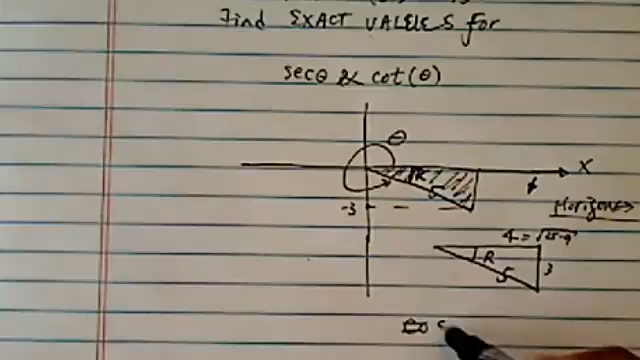 Find EXACT VALUES for
secθ & cot(θ)
θ
X
R
5
-3
Horizontal
4 = √25-9
R
3
5